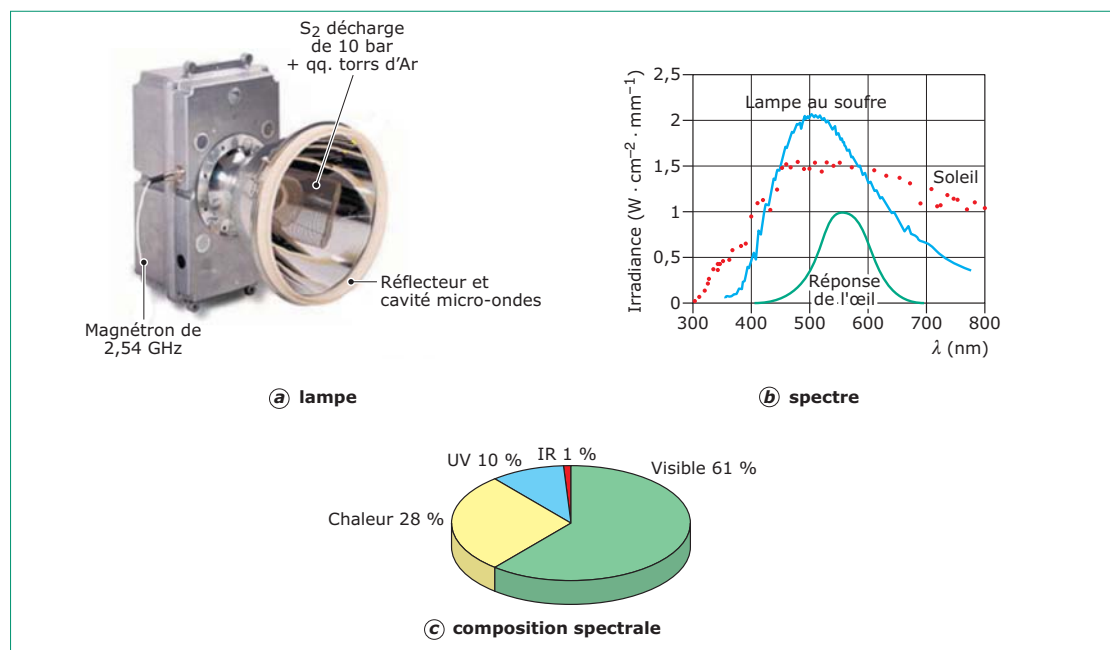 S2 décharge
de 10 bar
+ qq. torrs d'Ar
Réflecteur et
cavité micro-ondes
Magnétron de
2,54 GHz
a lampe
Irradiance (W · cm−2 · mm−1)
2,5
2
1,5
1
0,5
0
Lampe au soufre
Soleil
Réponse
de l'œil
300 400 500 600 700 800
λ (nm)
b spectre
UV 10 %
IR 1 %
Visible 61 %
Chaleur 28 %
c composition spectrale